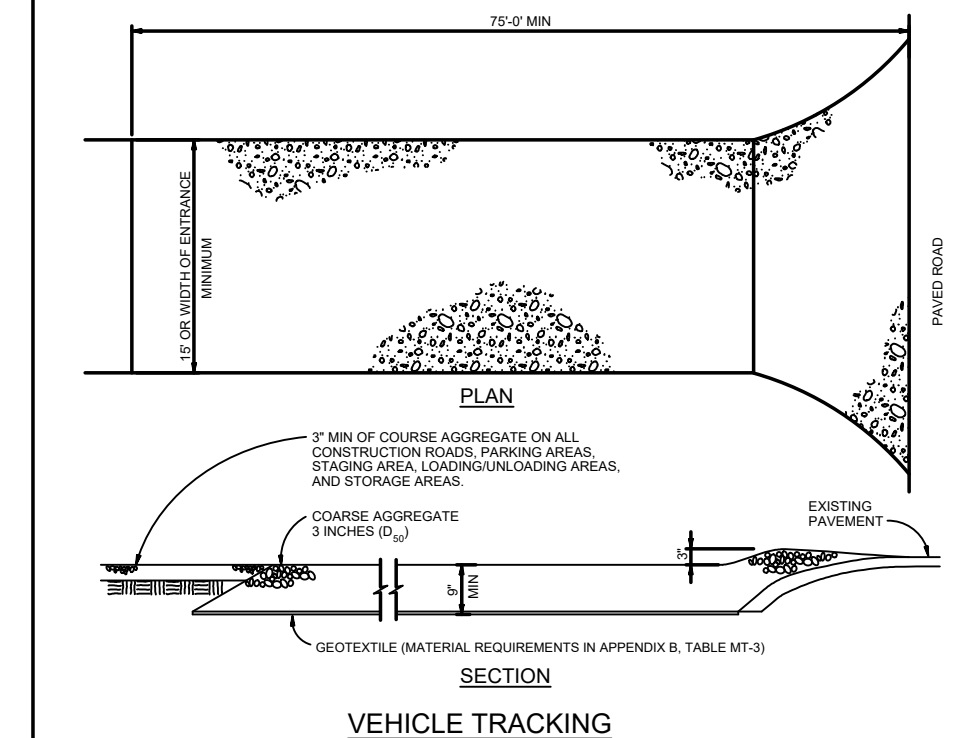 75'-0' MIN
15' OR WIDTH OF ENTRANCE
MINIMUM
PAVED ROAD
PLAN
3" MIN OF COURSE AGGREGATE ON ALL
CONSTRUCTION ROADS, PARKING AREAS,
STAGING AREA, LOADING/UNLOADING AREAS,
AND STORAGE AREAS.
COARSE AGGREGATE
3 INCHES (D50)
EXISTING
PAVEMENT
3"
9"
MIN
GEOTEXTILE (MATERIAL REQUIREMENTS IN APPENDIX B, TABLE MT-3)
SECTION
VEHICLE TRACKING